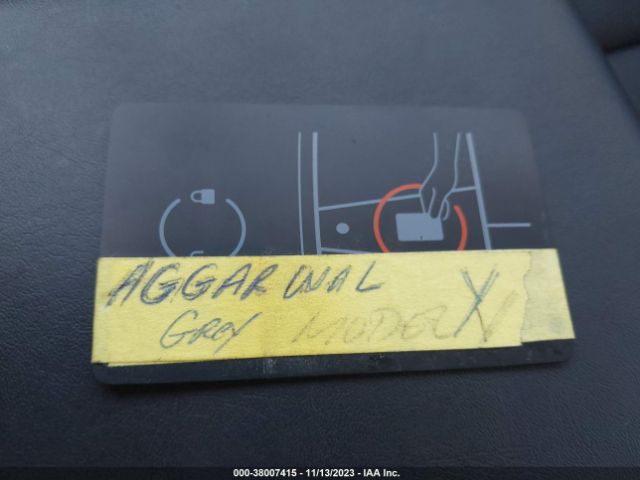 AGGARWAL
GREY MODEL Y
000-38007415 - 11/13/2023 - IAA Inc.